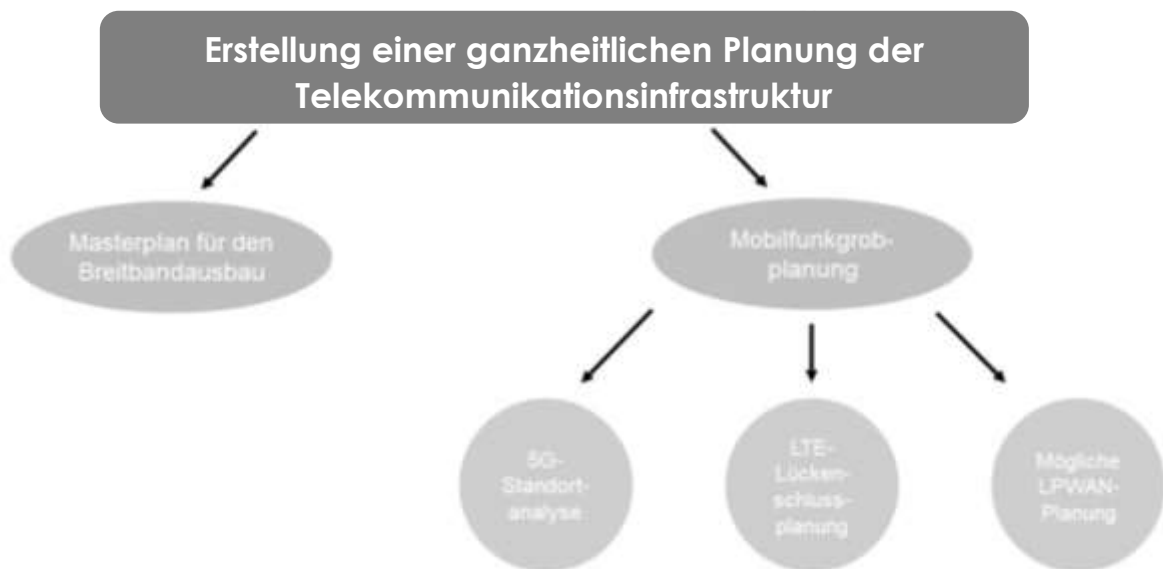 Erstellung einer ganzheitlichen Planung der
Telekommunikationsinfrastruktur
Masterplan für den
Breitbandausbau
Mobilfunkgrob-
planung
5G-
Standort-
analyse
LTE-
Lücken-
schluss-
planung
Mögliche
LPWAN-
Planung